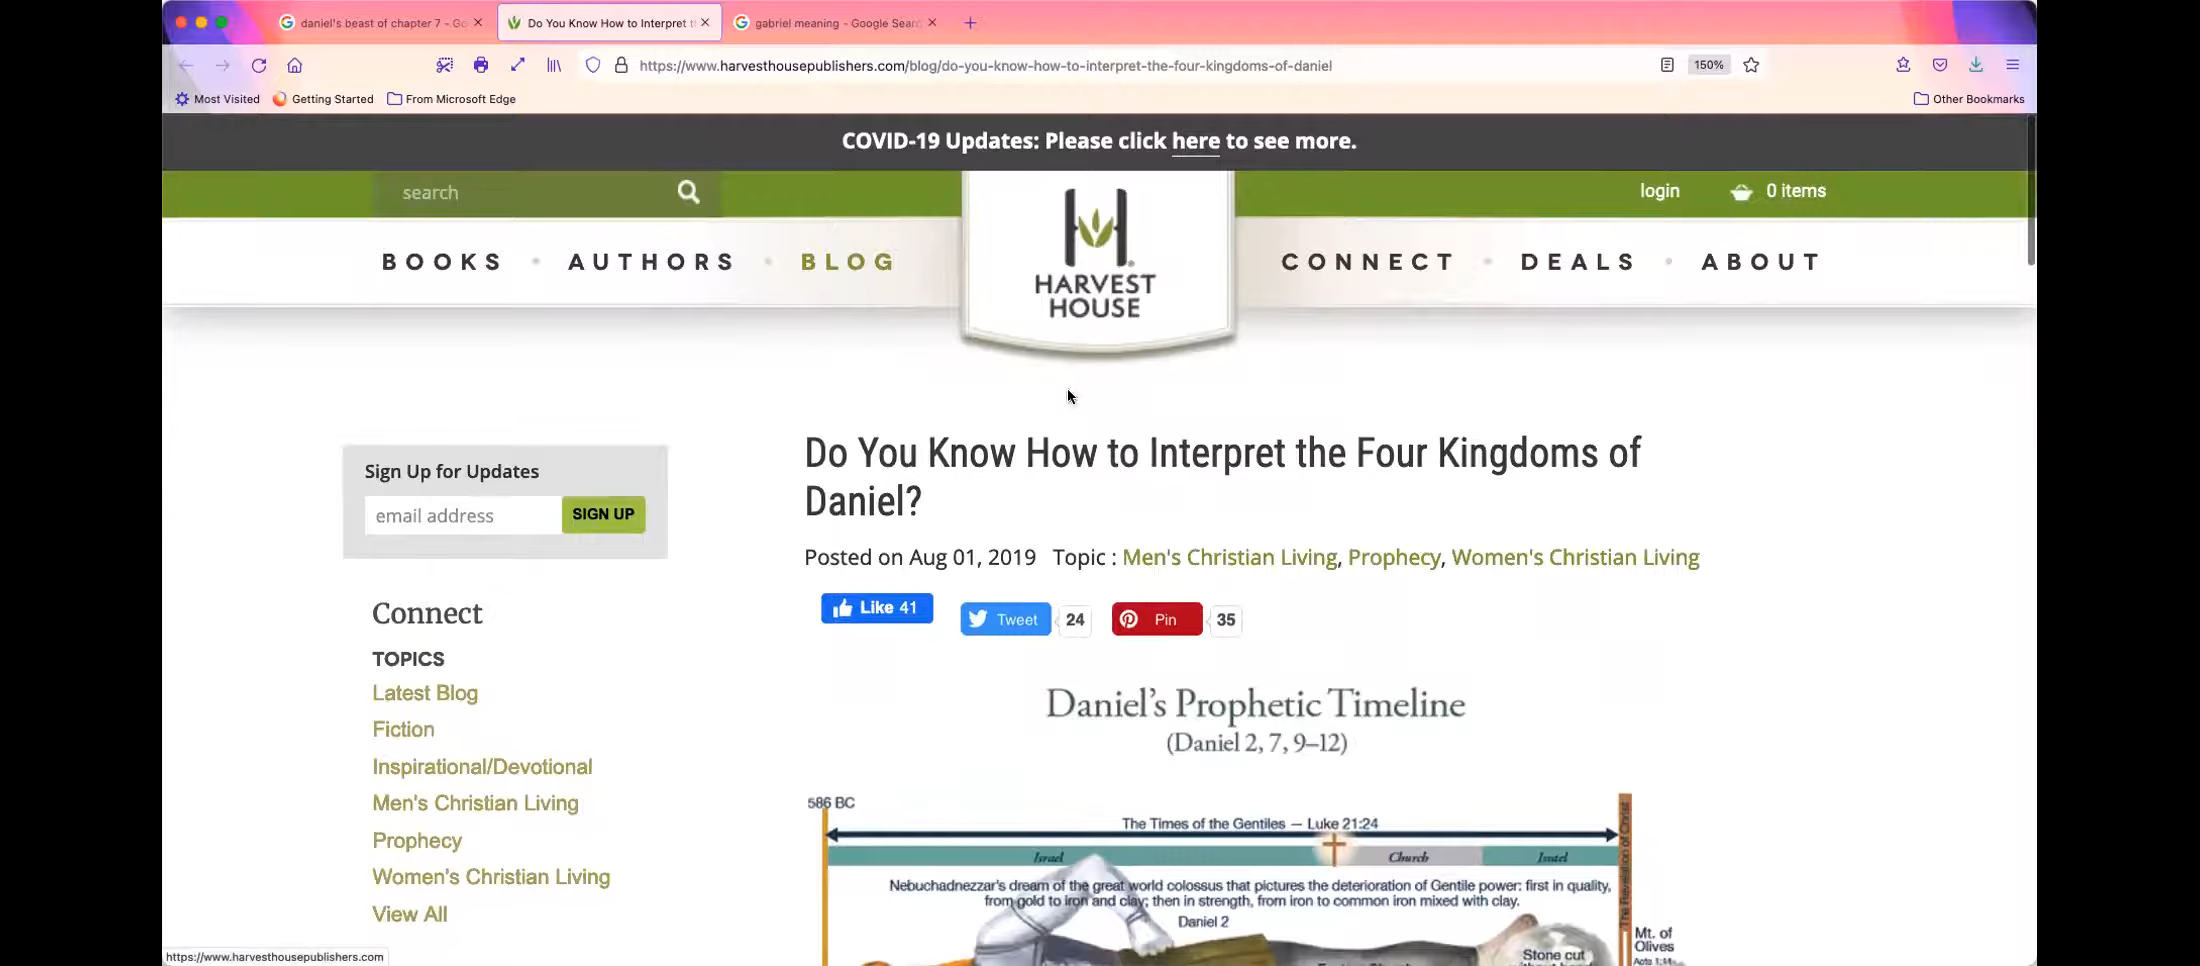 daniel's beast of chapter 7 - Go
Do You Know How to Interpret t
gabriel meaning - Google Searc
https://www.harvesthousepublishers.com/blog/do-you-know-how-to-interpret-the-four-kingdoms-of-daniel
150%
Most Visited
Getting Started
From Microsoft Edge
Other Bookmarks
COVID-19 Updates: Please click here to see more.
search
login
0 items
BOOKS • AUTHORS • BLOG
HARVEST
HOUSE
CONNECT • DEALS • ABOUT
Sign Up for Updates
email address
SIGN UP
Connect
TOPICS
Latest Blog
Fiction
Inspirational/Devotional
Men's Christian Living
Prophecy
Women's Christian Living
View All
Do You Know How to Interpret the Four Kingdoms of
Daniel?
Posted on Aug 01, 2019 Topic : Men's Christian Living, Prophecy, Women's Christian Living
Like 41
Tweet 24
Pin 35
Daniel's Prophetic Timeline
(Daniel 2, 7, 9–12)
586 BC
The Times of the Gentiles — Luke 21:24
Israel
Church
Israel
The Revelation of Christ
Nebuchadnezzar's dream of the great world colossus that pictures the deterioration of Gentile power: first in quality,
from gold to iron and clay; then in strength, from iron to common iron mixed with clay.
Daniel 2
Mt. of
Olives
Stone cut
https://www.harvesthousepublishers.com